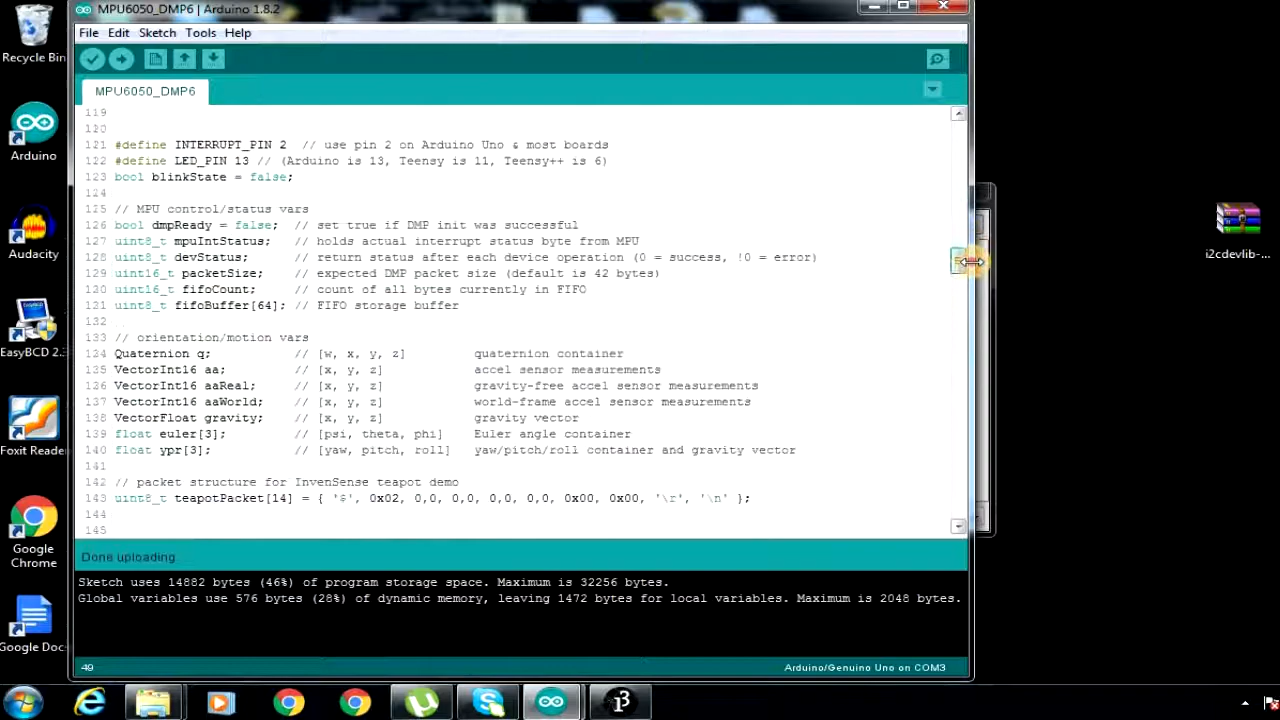 MPU6050_DMP6 | Arduino 1.8.2
File Edit Sketch Tools Help
MPU6050_DMP6
119
120
121 #define INTERRUPT_PIN 2 // use pin 2 on Arduino Uno & most boards
122 #define LED_PIN 13 // (Arduino is 13, Teensy is 11, Teensy++ is 6)
123 bool blinkState = false;
124
125 // MPU control/status vars
126 bool dmpReady = false; // set true if DMP init was successful
127 uint8_t mpuIntStatus; // holds actual interrupt status byte from MPU
128 uint8_t devStatus; // return status after each device operation (0 = success, !0 = error)
129 uint16_t packetSize; // expected DMP packet size (default is 42 bytes)
130 uint16_t fifoCount; // count of all bytes currently in FIFO
131 uint8_t fifoBuffer[64]; // FIFO storage buffer
132
133 // orientation/motion vars
134 Quaternion q; // [w, x, y, z] quaternion container
135 VectorInt16 aa; // [x, y, z] accel sensor measurements
136 VectorInt16 aaReal; // [x, y, z] gravity-free accel sensor measurements
137 VectorInt16 aaWorld; // [x, y, z] world-frame accel sensor measurements
138 VectorFloat gravity; // [x, y, z] gravity vector
139 float euler[3]; // [psi, theta, phi] Euler angle container
140 float ypr[3]; // [yaw, pitch, roll] yaw/pitch/roll container and gravity vector
141
142 // packet structure for InvenSense teapot demo
143 uint8_t teapotPacket[14] = { '$', 0x02, 0,0, 0,0, 0,0, 0,0, 0x00, 0x00, '\r', '\n' };
144
145
Done uploading
Sketch uses 14882 bytes (46%) of program storage space. Maximum is 32256 bytes.
Global variables use 576 bytes (28%) of dynamic memory, leaving 1472 bytes for local variables. Maximum is 2048 bytes.
49
Arduino/Genuino Uno on COM3
Recycle Bin
Arduino
Audacity
EasyBCD 2.
Foxit Reader
Google
Chrome
Google Docs
i2cdevlib-...